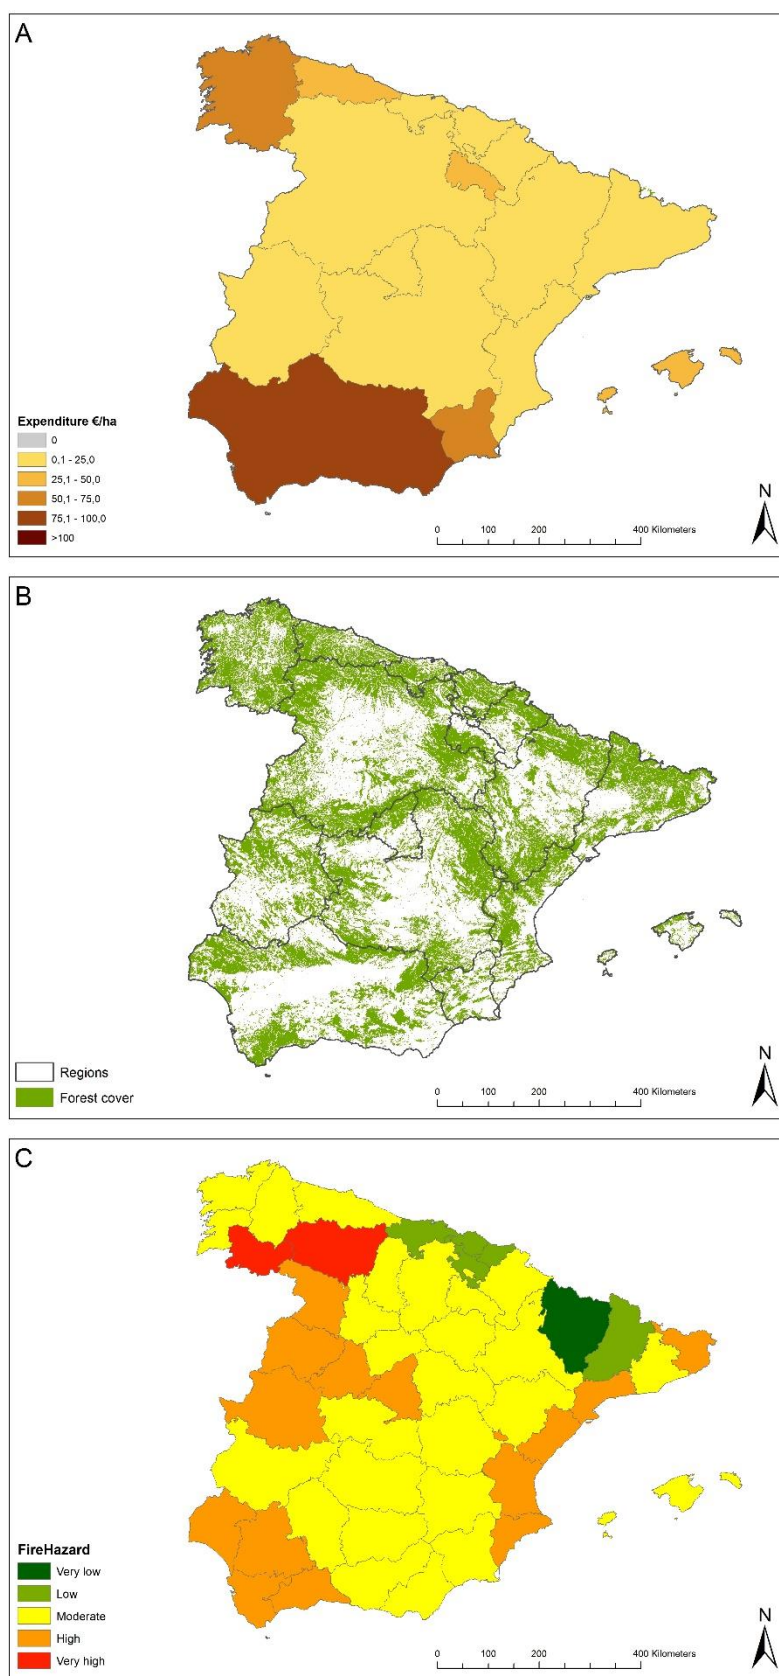 A
Expenditure €/ha
0
0,1 - 25,0
25,1 - 50,0
50,1 - 75,0
75,1 - 100,0
>100
N
0 100 200 400 Kilometers
B
Regions
Forest cover
N
0 100 200 400 Kilometers
C
FireHazard
Very low
Low
Moderate
High
Very high
N
0 100 200 400 Kilometers